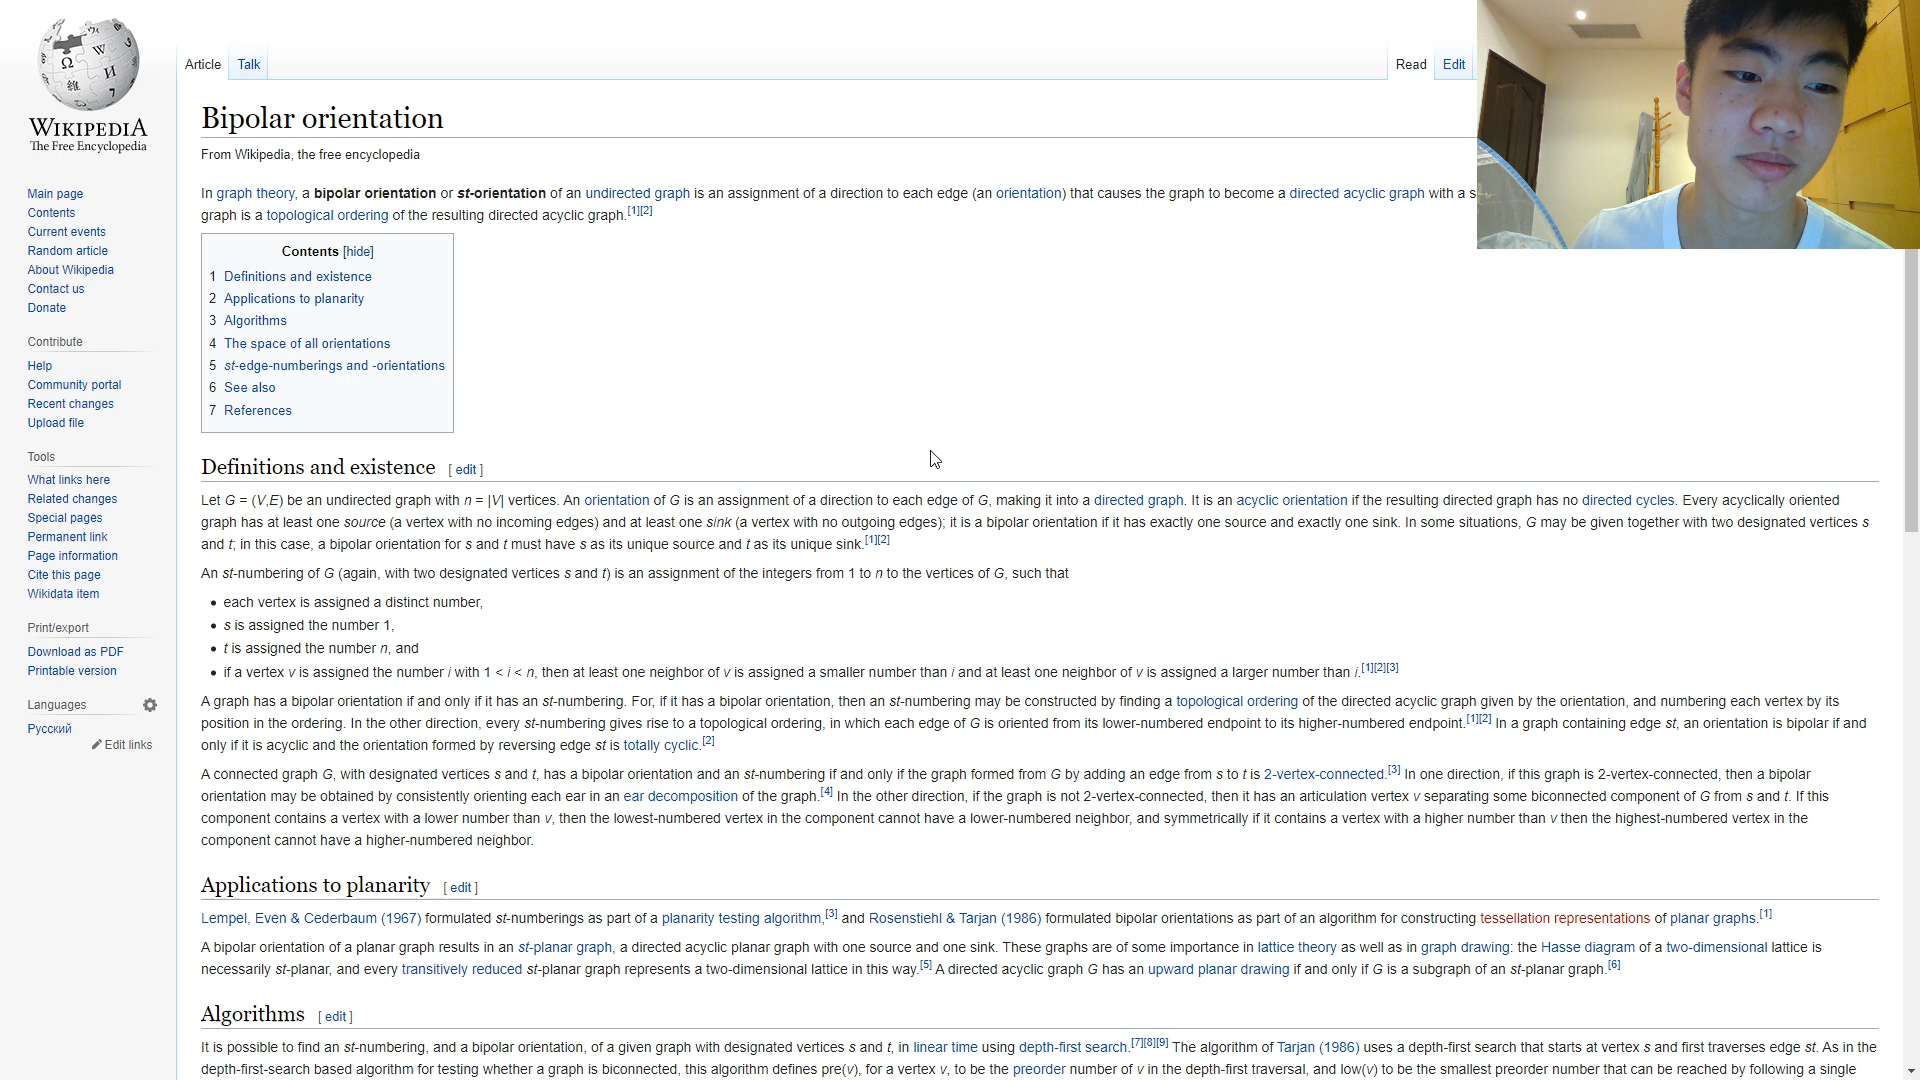 Article
Talk
Read
Edit
WIKIPEDIA
The Free Encyclopedia
Main page
Contents
Current events
Random article
About Wikipedia
Contact us
Donate
Contribute
Help
Community portal
Recent changes
Upload file
Tools
What links here
Related changes
Special pages
Permanent link
Page information
Cite this page
Wikidata item
Print/export
Download as PDF
Printable version
Languages
Русский
Edit links
Bipolar orientation
From Wikipedia, the free encyclopedia
In graph theory, a bipolar orientation or st-orientation of an undirected graph is an assignment of a direction to each edge (an orientation) that causes the graph to become a directed acyclic graph with a s
graph is a topological ordering of the resulting directed acyclic graph.[1][2]
Contents [hide]
1 Definitions and existence
2 Applications to planarity
3 Algorithms
4 The space of all orientations
5 st-edge-numberings and -orientations
6 See also
7 References
Definitions and existence [ edit ]
Let G = (V,E) be an undirected graph with n = |V| vertices. An orientation of G is an assignment of a direction to each edge of G, making it into a directed graph. It is an acyclic orientation if the resulting directed graph has no directed cycles. Every acyclically oriented
graph has at least one source (a vertex with no incoming edges) and at least one sink (a vertex with no outgoing edges); it is a bipolar orientation if it has exactly one source and exactly one sink. In some situations, G may be given together with two designated vertices s
and t; in this case, a bipolar orientation for s and t must have s as its unique source and t as its unique sink.[1][2]
An st-numbering of G (again, with two designated vertices s and t) is an assignment of the integers from 1 to n to the vertices of G, such that
• each vertex is assigned a distinct number,
• s is assigned the number 1,
• t is assigned the number n, and
• if a vertex v is assigned the number i with 1 < i < n, then at least one neighbor of v is assigned a smaller number than i and at least one neighbor of v is assigned a larger number than i.[1][2][3]
A graph has a bipolar orientation if and only if it has an st-numbering. For, if it has a bipolar orientation, then an st-numbering may be constructed by finding a topological ordering of the directed acyclic graph given by the orientation, and numbering each vertex by its
position in the ordering. In the other direction, every st-numbering gives rise to a topological ordering, in which each edge of G is oriented from its lower-numbered endpoint to its higher-numbered endpoint.[1][2] In a graph containing edge st, an orientation is bipolar if and
only if it is acyclic and the orientation formed by reversing edge st is totally cyclic.[2]
A connected graph G, with designated vertices s and t, has a bipolar orientation and an st-numbering if and only if the graph formed from G by adding an edge from s to t is 2-vertex-connected.[3] In one direction, if this graph is 2-vertex-connected, then a bipolar
orientation may be obtained by consistently orienting each ear in an ear decomposition of the graph.[4] In the other direction, if the graph is not 2-vertex-connected, then it has an articulation vertex v separating some biconnected component of G from s and t. If this
component contains a vertex with a lower number than v, then the lowest-numbered vertex in the component cannot have a lower-numbered neighbor, and symmetrically if it contains a vertex with a higher number than v then the highest-numbered vertex in the
component cannot have a higher-numbered neighbor.
Applications to planarity [ edit ]
Lempel, Even & Cederbaum (1967) formulated st-numberings as part of a planarity testing algorithm,[3] and Rosenstiehl & Tarjan (1986) formulated bipolar orientations as part of an algorithm for constructing tessellation representations of planar graphs.[1]
A bipolar orientation of a planar graph results in an st-planar graph, a directed acyclic planar graph with one source and one sink. These graphs are of some importance in lattice theory as well as in graph drawing: the Hasse diagram of a two-dimensional lattice is
necessarily st-planar, and every transitively reduced st-planar graph represents a two-dimensional lattice in this way.[5] A directed acyclic graph G has an upward planar drawing if and only if G is a subgraph of an st-planar graph.[6]
Algorithms [ edit ]
It is possible to find an st-numbering, and a bipolar orientation, of a given graph with designated vertices s and t, in linear time using depth-first search.[7][8][9] The algorithm of Tarjan (1986) uses a depth-first search that starts at vertex s and first traverses edge st. As in the
depth-first-search based algorithm for testing whether a graph is biconnected, this algorithm defines pre(v), for a vertex v, to be the preorder number of v in the depth-first traversal, and low(v) to be the smallest preorder number that can be reached by following a single